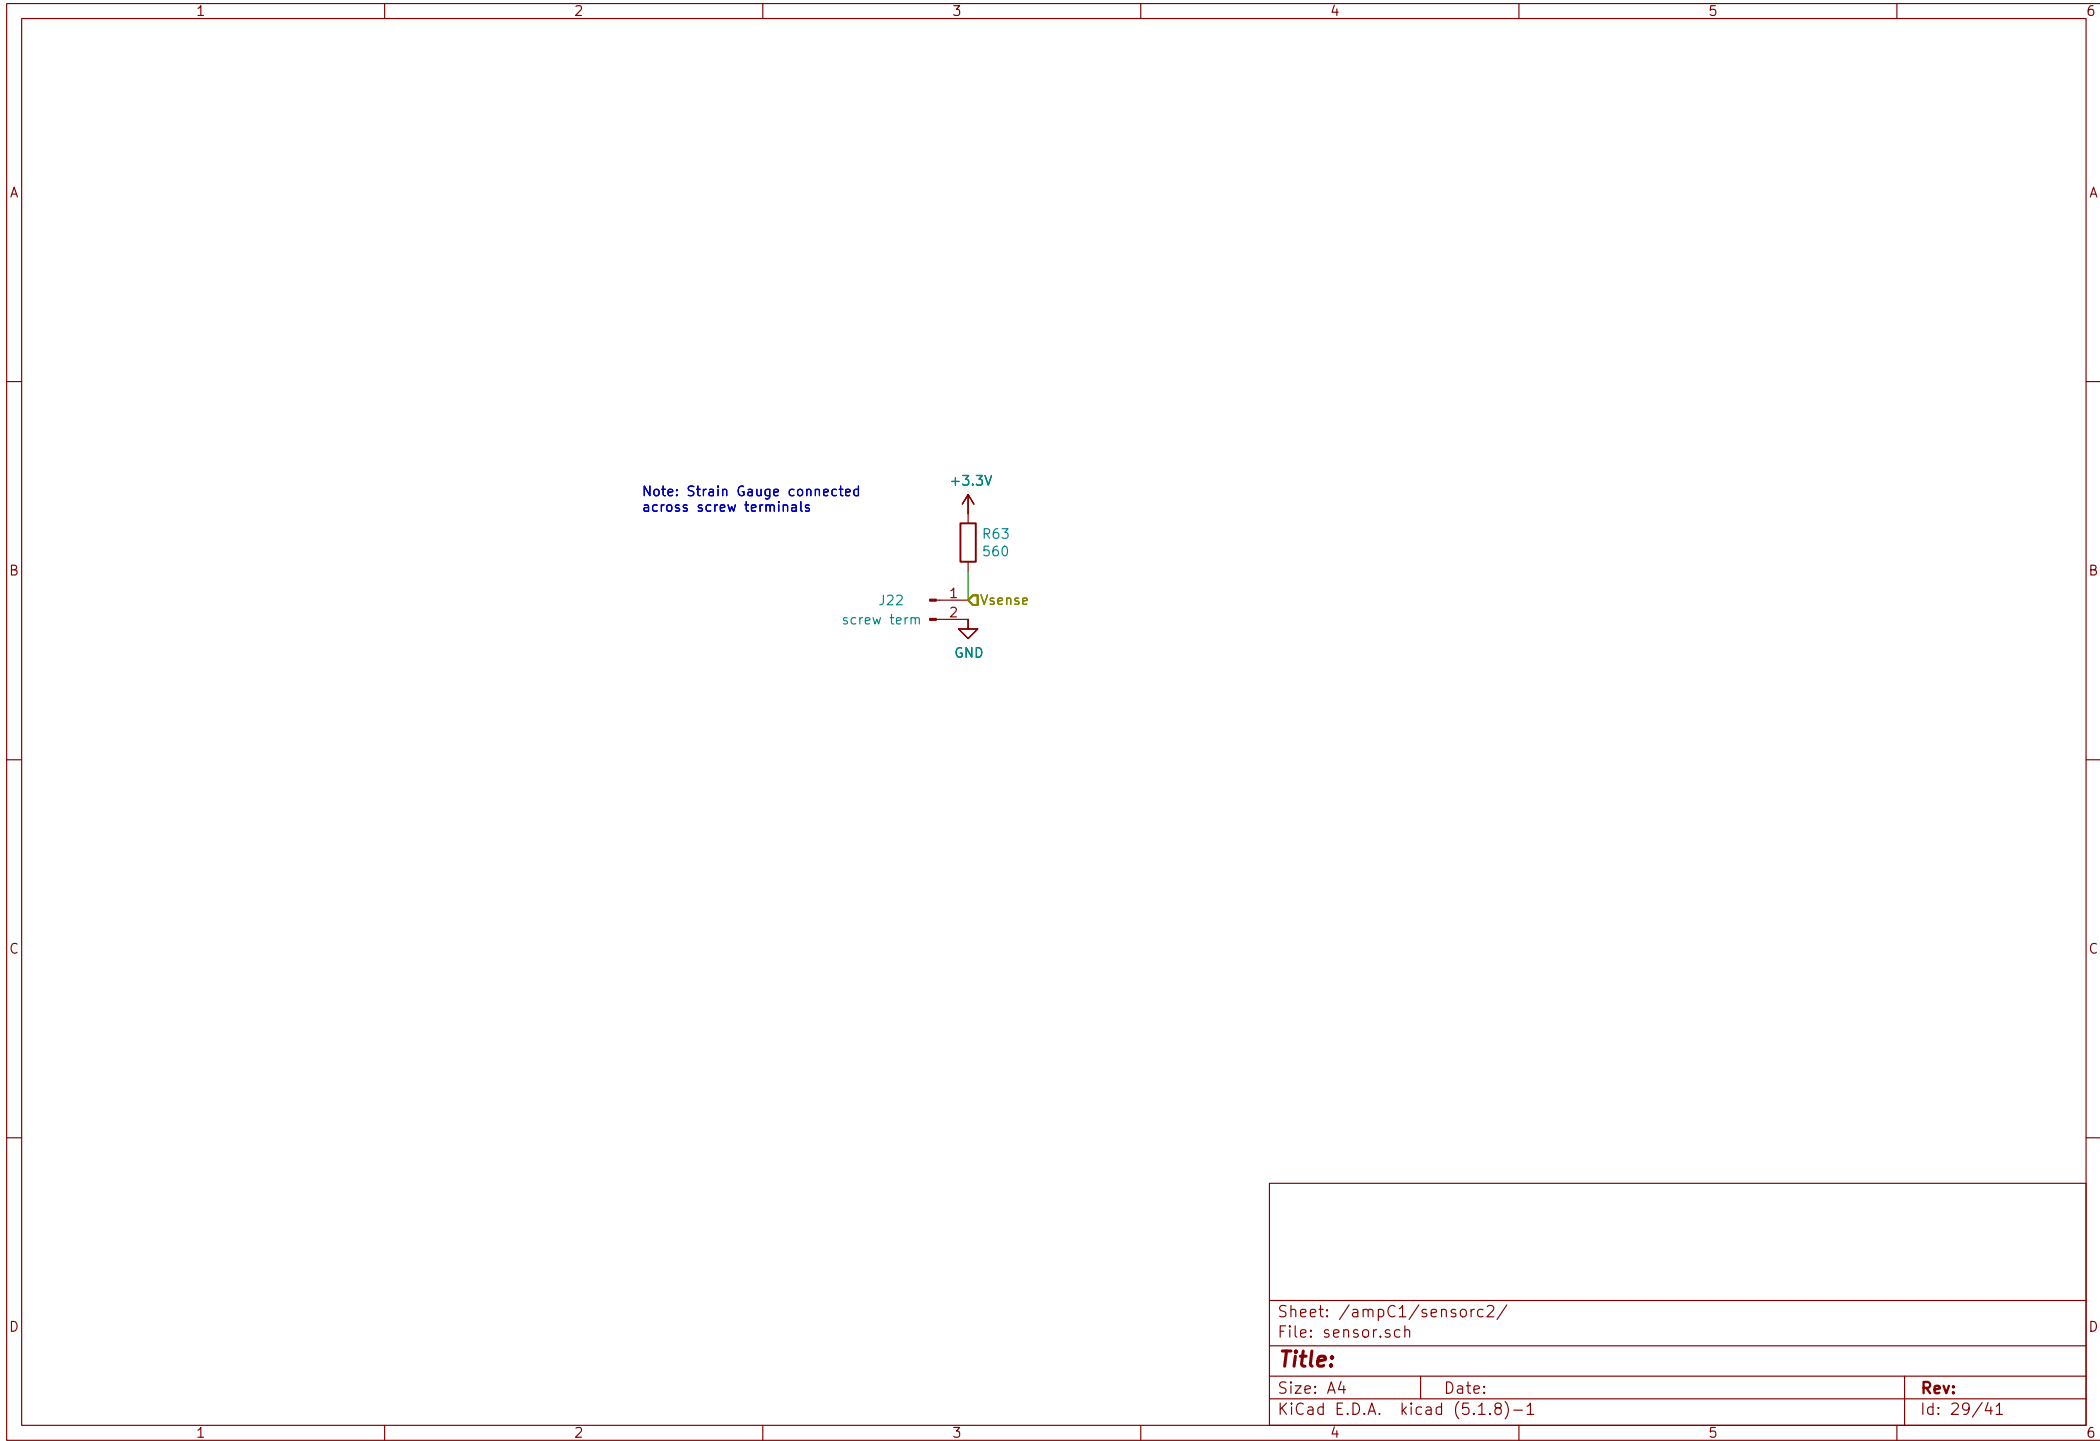 1 2 3 4 5 6
A A
+3.3V
Note: Strain Gauge connected
across screw terminals
R63
560
B B
J22 1 Vsense
screw term 2
GND
C C
Sheet: /ampC1/sensorc2/
File: sensor.sch
D D
Title:
Size: A4 Date: Rev:
KiCad E.D.A. kicad (5.1.8)-1 Id: 29/41
1 2 3 4 5 6